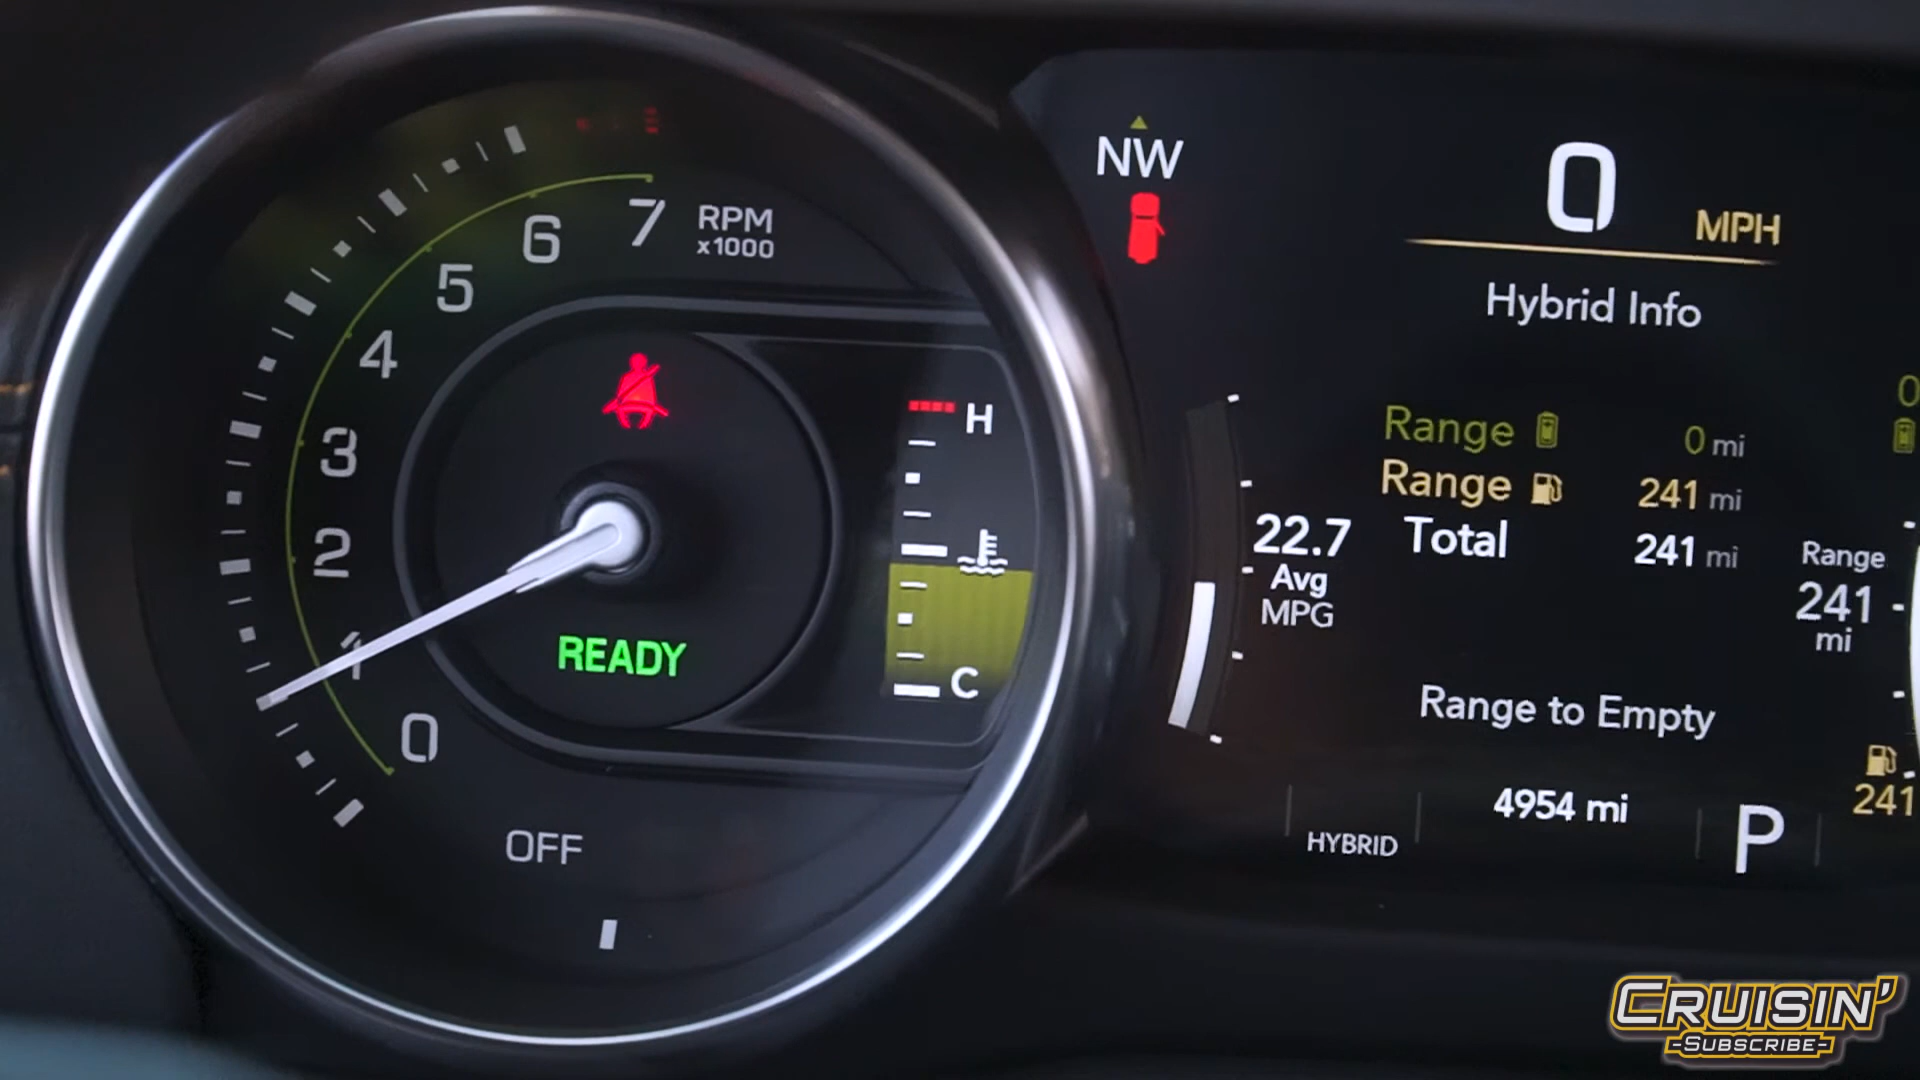 7
RPM
x1000
6
5
4
3
2
1
0
OFF
READY
H
C
NW
0
MPH
Hybrid Info
Range 0 mi
Range 241 mi
Total 241 mi
22.7
Avg
MPG
Range to Empty
4954 mi
HYBRID
P
0
Range
241
mi
241
CRUISIN'
-SUBSCRIBE-